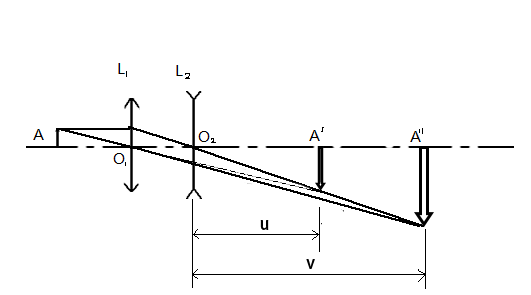 L₁ L₂
A O₁ O₂ A' A''
u
v